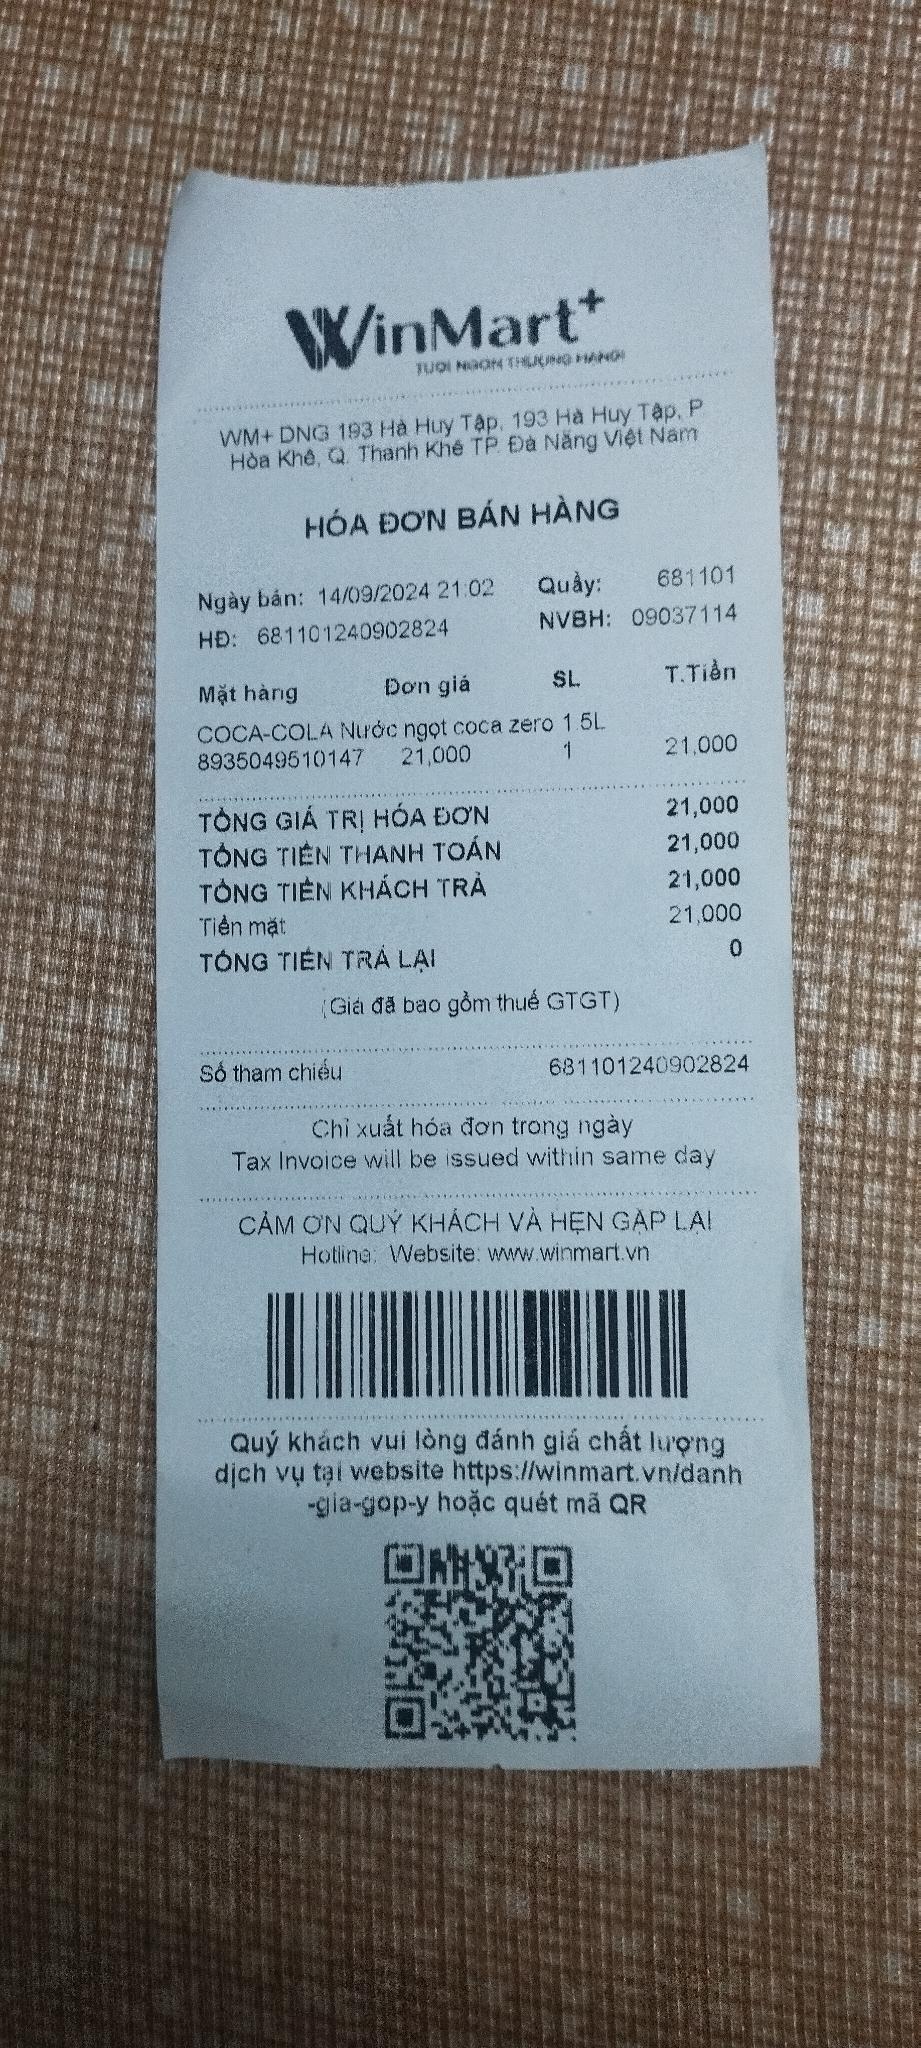 WinMart+
TƯƠI NGON THƯỢNG HẠNG!
WM+ DNG 193 Hà Huy Tập, 193 Hà Huy Tập, P
Hòa Khê, Q. Thanh Khê TP. Đà Nẵng Việt Nam
HÓA ĐƠN BÁN HÀNG
Ngày bán: 14/09/2024 21:02 Quầy: 681101
HĐ: 681101240902824 NVBH: 09037114
Mặt hàng Đơn giá SL T.Tiền
COCA-COLA Nước ngọt coca zero 1.5L
8935049510147 21,000 1 21,000
TỔNG GIÁ TRỊ HÓA ĐƠN 21,000
TỔNG TIỀN THANH TOÁN 21,000
TỔNG TIỀN KHÁCH TRẢ 21,000
Tiền mặt 21,000
TỔNG TIỀN TRẢ LẠI 0
(Giá đã bao gồm thuế GTGT)
Số tham chiếu 681101240902824
Chỉ xuất hóa đơn trong ngày
Tax Invoice will be issued within same day
CẢM ƠN QUÝ KHÁCH VÀ HẸN GẶP LẠI
Hotline: Website: www.winmart.vn
Quý khách vui lòng đánh giá chất lượng
dịch vụ tại website https://winmart.vn/danh
-gia-gop-y hoặc quét mã QR